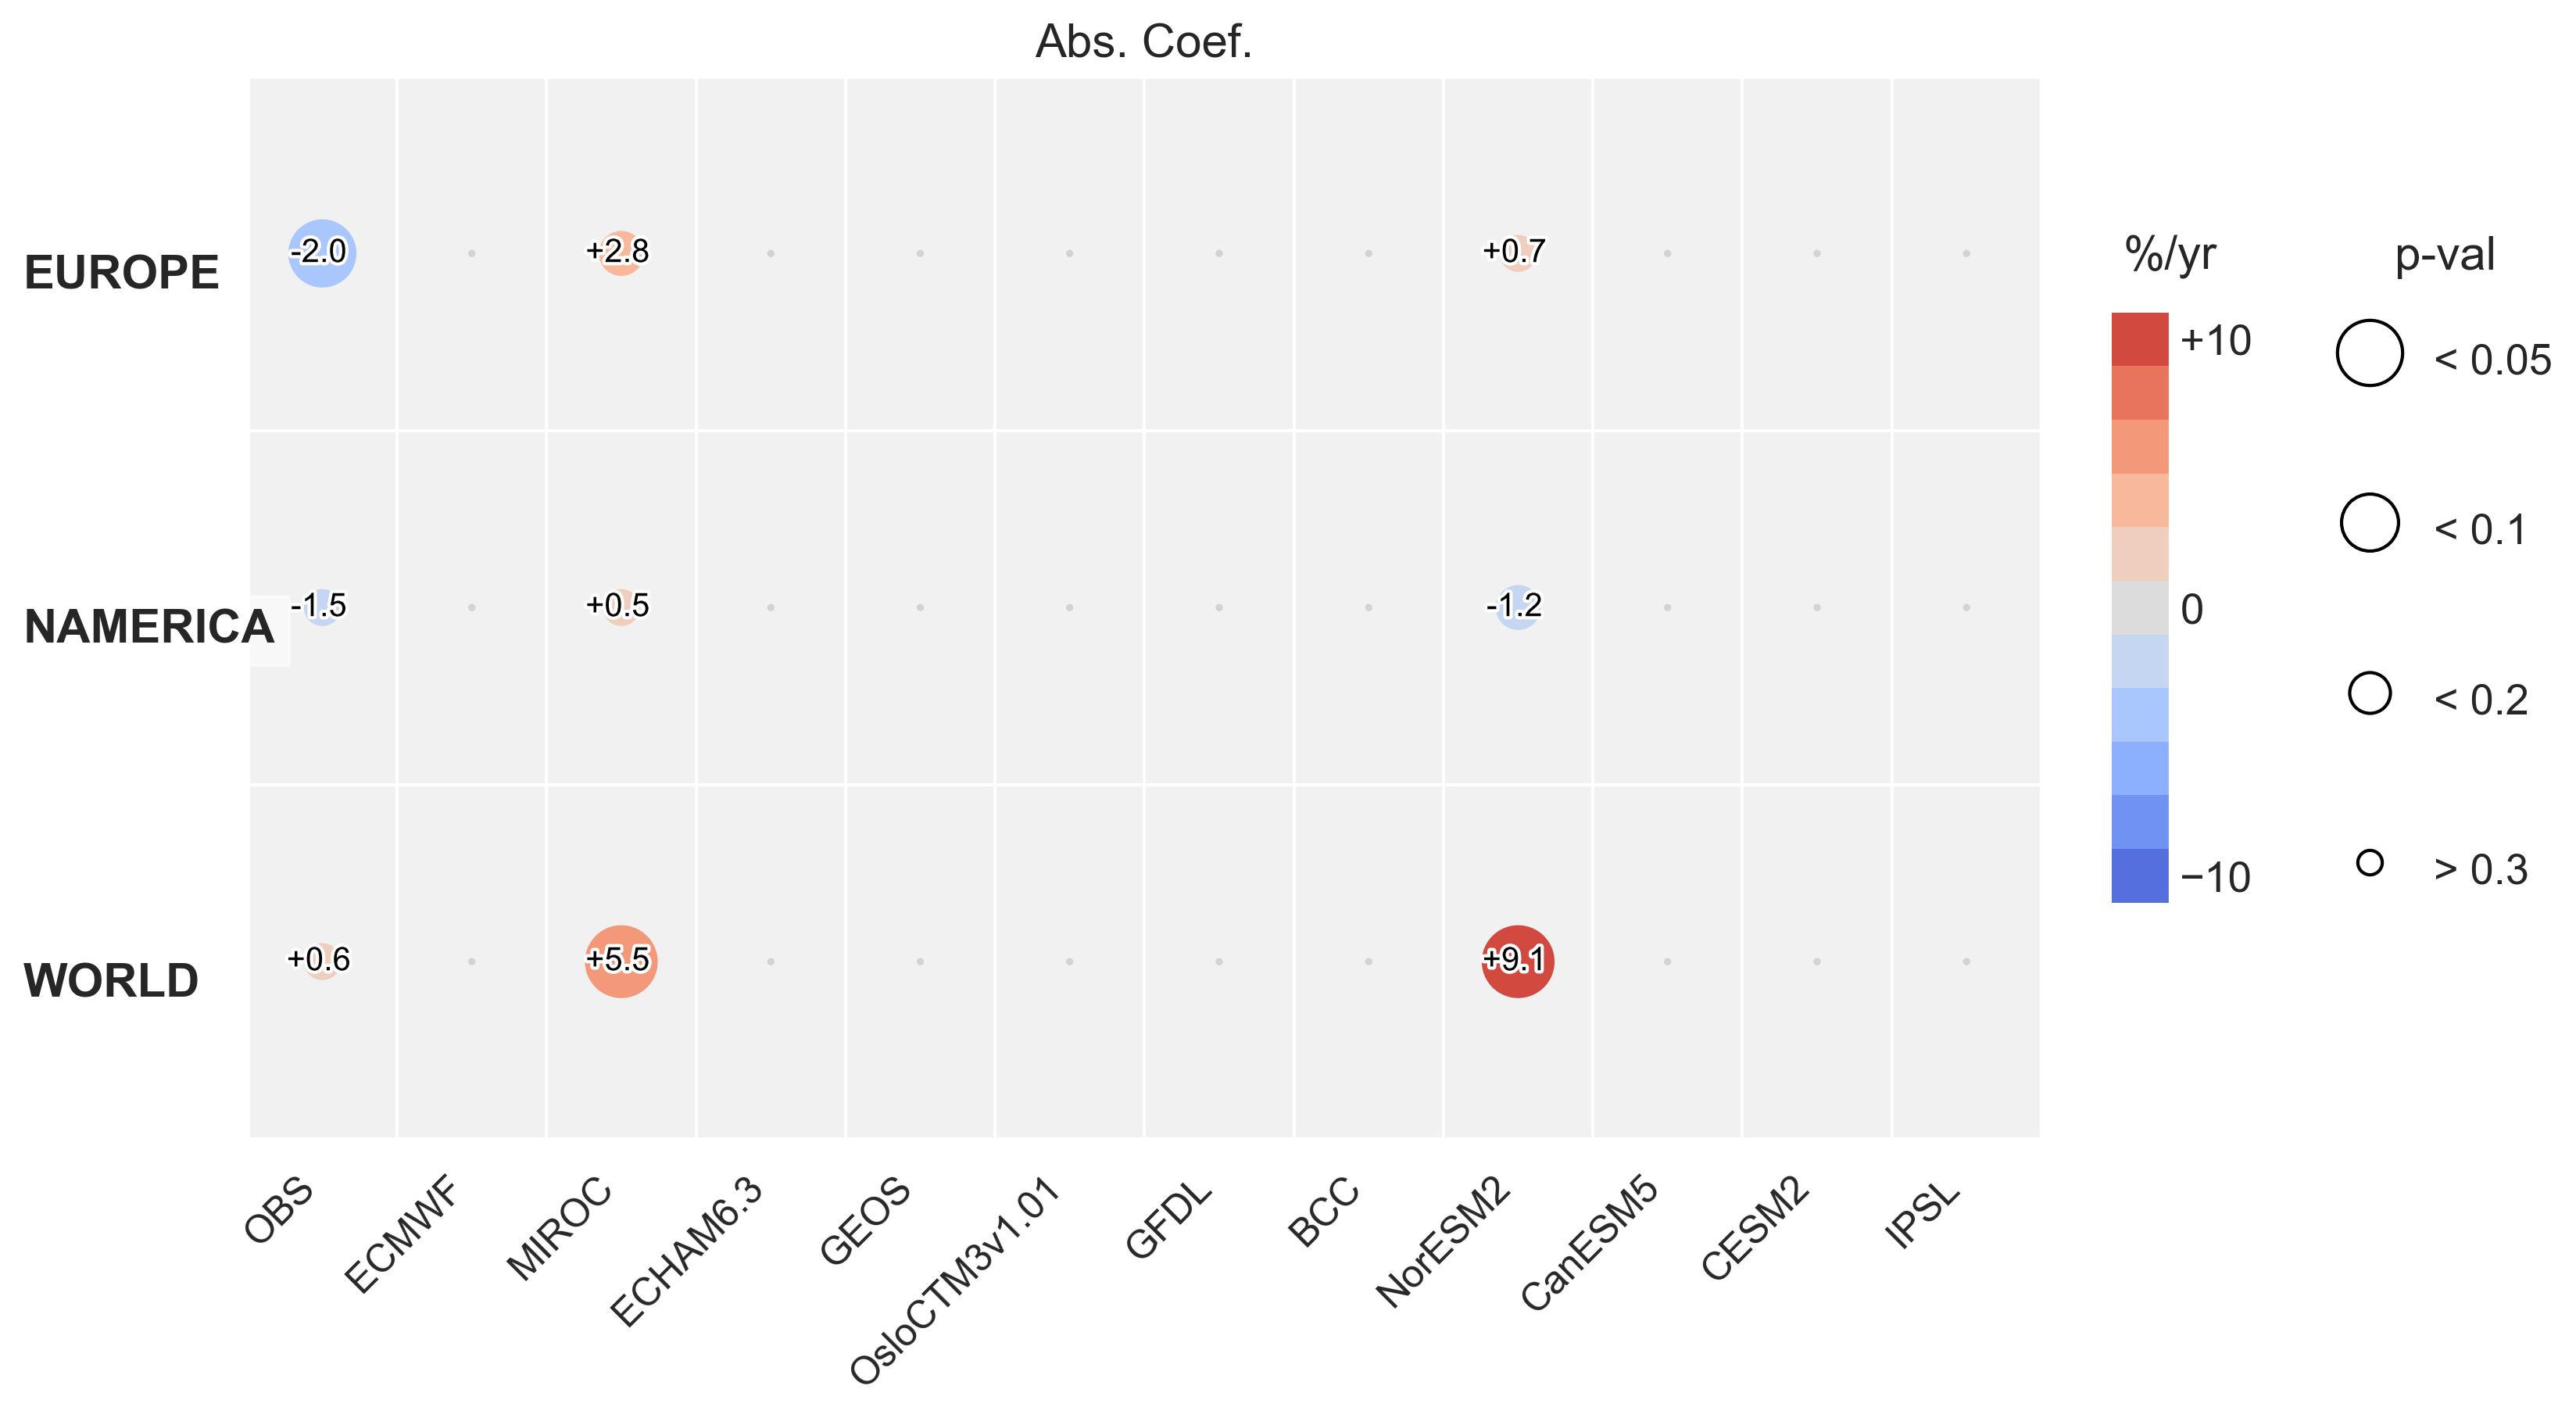 Abs. Coef.
EUROPE
-2.0
+2.8
+0.7
NAMERICA
-1.5
+0.5
-1.2
WORLD
+0.6
+5.5
+9.1
OBS
ECMWF
MIROC
ECHAM6.3
GEOS
OsloCTM3v1.01
GFDL
BCC
NorESM2
CanESM5
CESM2
IPSL
%/yr
+10
0
−10
p-val
< 0.05
< 0.1
< 0.2
> 0.3